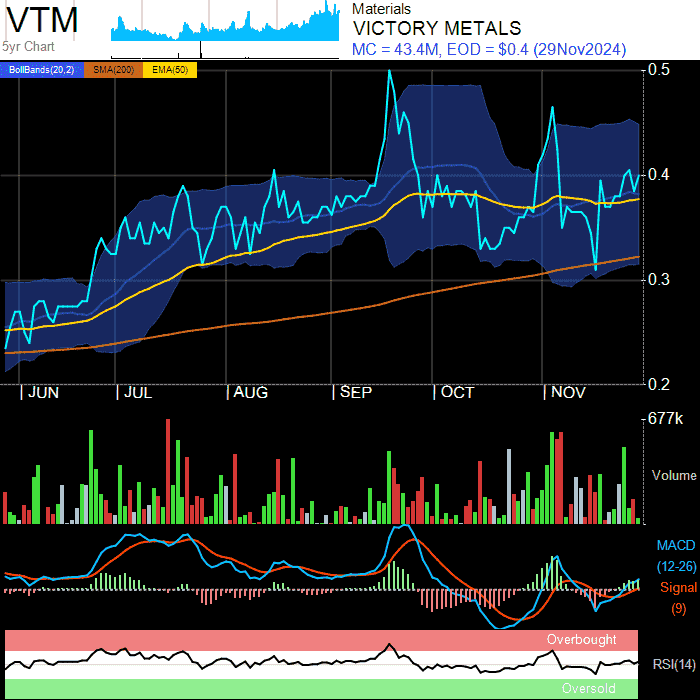 VTM
5yr Chart
Materials
VICTORY METALS
MC = 43.4M, EOD = $0.4 (29Nov2024)
BollBands(20,2) SMA(200) EMA(50)
0.5
0.4
0.3
0.2
JUN JUL AUG SEP OCT NOV
677k
Volume
MACD
(12-26)
Signal
(9)
Overbought
RSI(14)
Oversold